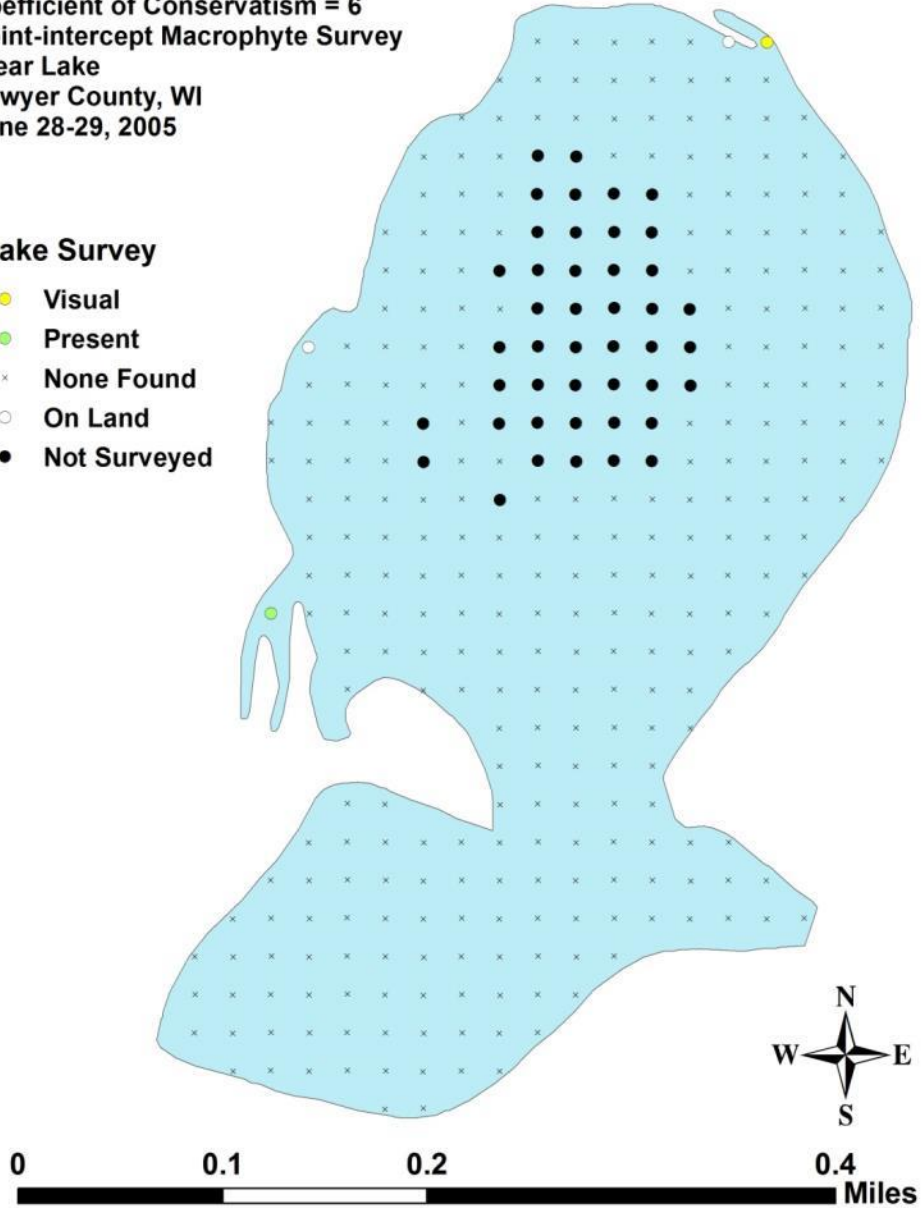 oefficient of Conservatism = 6
oint-intercept Macrophyte Survey
ear Lake
wyer County, WI
ne 28-29, 2005
ake Survey
Visual
Present
None Found
On Land
Not Surveyed
N
W E
S
0 0.1 0.2 0.4
Miles